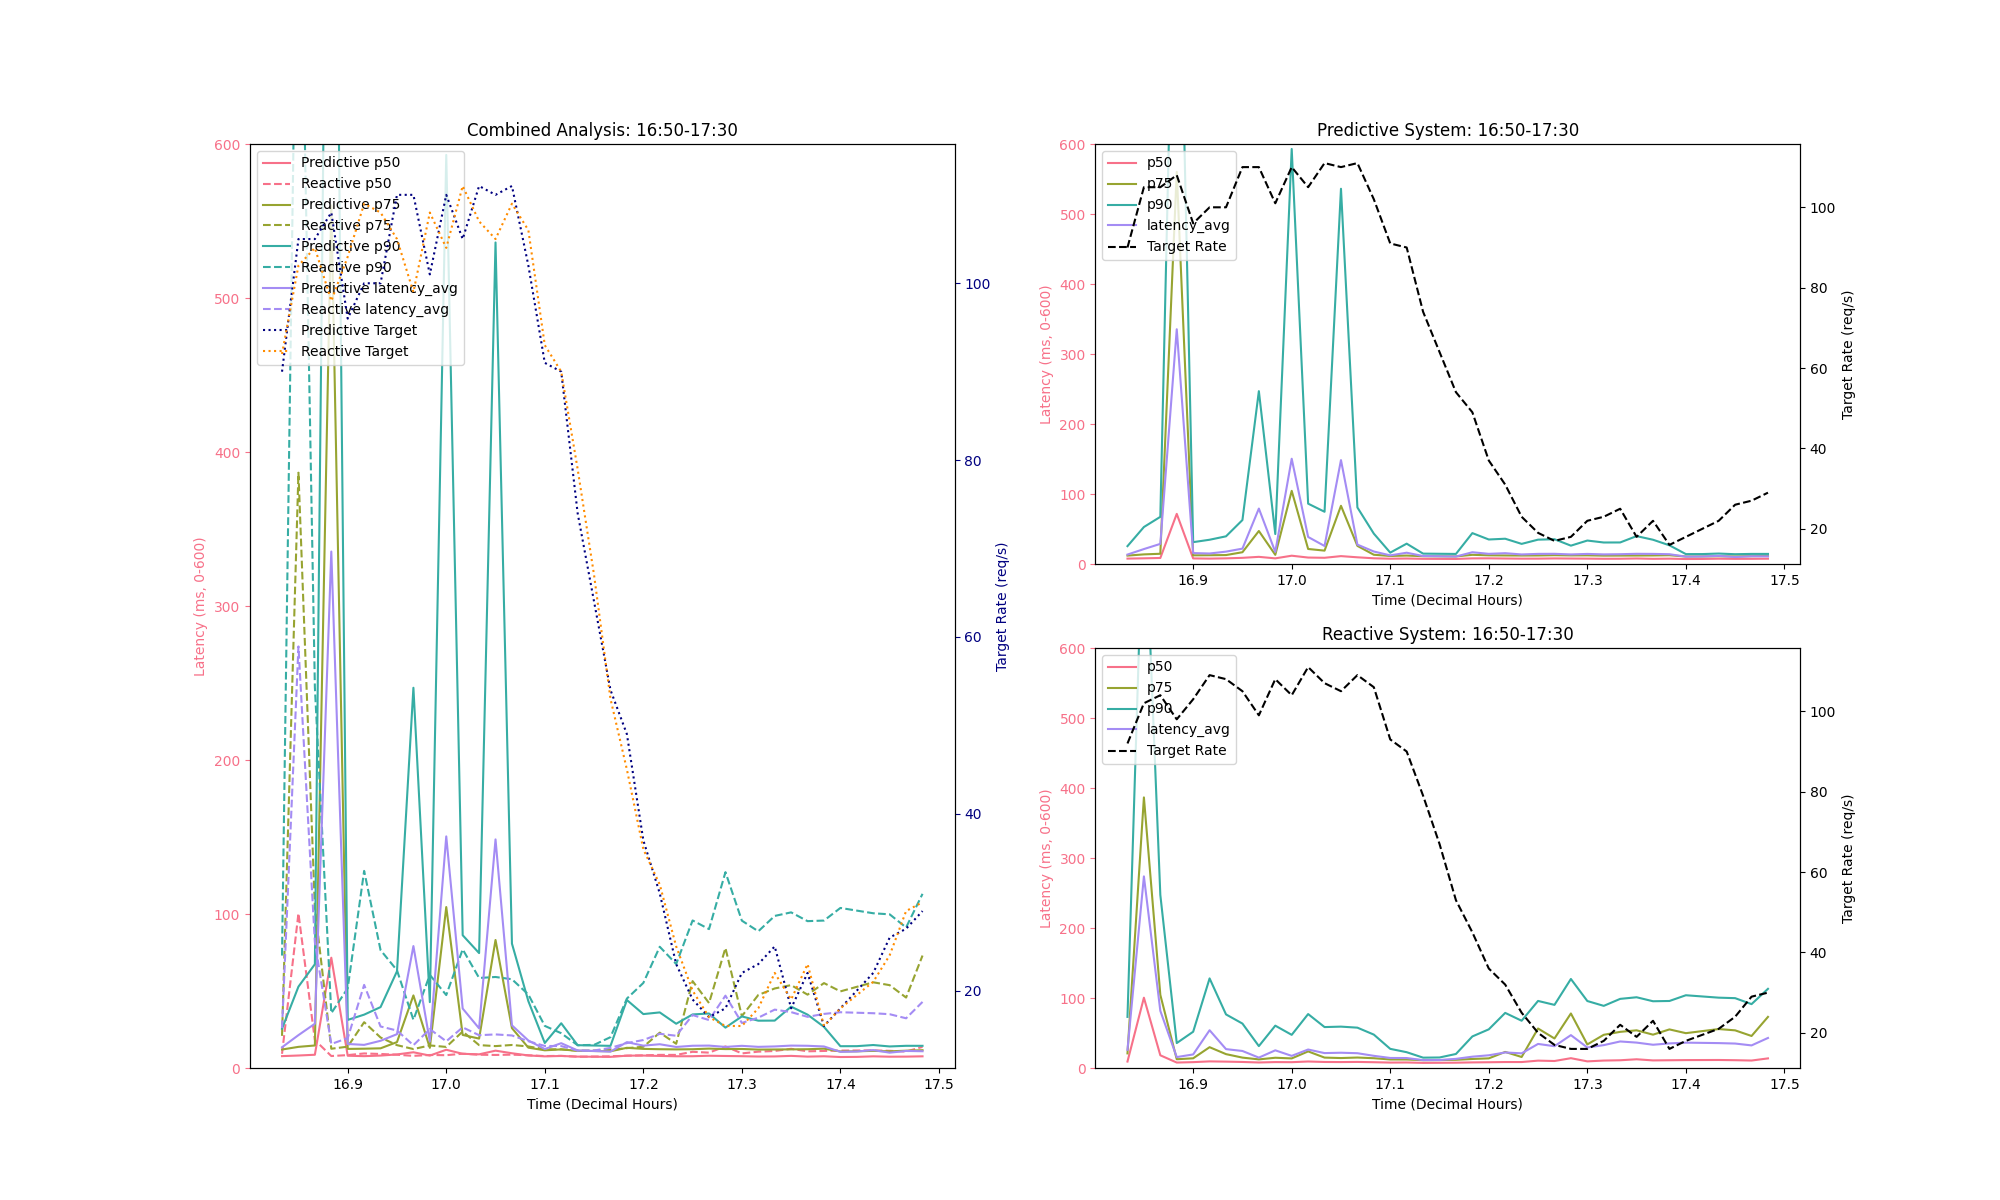 Combined Analysis: 16:50-17:30
600
500
400
300
200
100
0
Latency (ms, 0-600)
Predictive p50
Reactive p50
Predictive p75
Reactive p75
Predictive p90
Reactive p90
Predictive latency_avg
Reactive latency_avg
Predictive Target
Reactive Target
100
80
60
40
20
Target Rate (req/s)
16.9 17.0 17.1 17.2 17.3 17.4 17.5
Time (Decimal Hours)
Predictive System: 16:50-17:30
600
500
400
300
200
100
0
Latency (ms, 0-600)
p50
p75
p90
latency_avg
Target Rate
100
80
60
40
20
Target Rate (req/s)
16.9 17.0 17.1 17.2 17.3 17.4 17.5
Time (Decimal Hours)
Reactive System: 16:50-17:30
600
500
400
300
200
100
0
Latency (ms, 0-600)
p50
p75
p90
latency_avg
Target Rate
100
80
60
40
20
Target Rate (req/s)
16.9 17.0 17.1 17.2 17.3 17.4 17.5
Time (Decimal Hours)